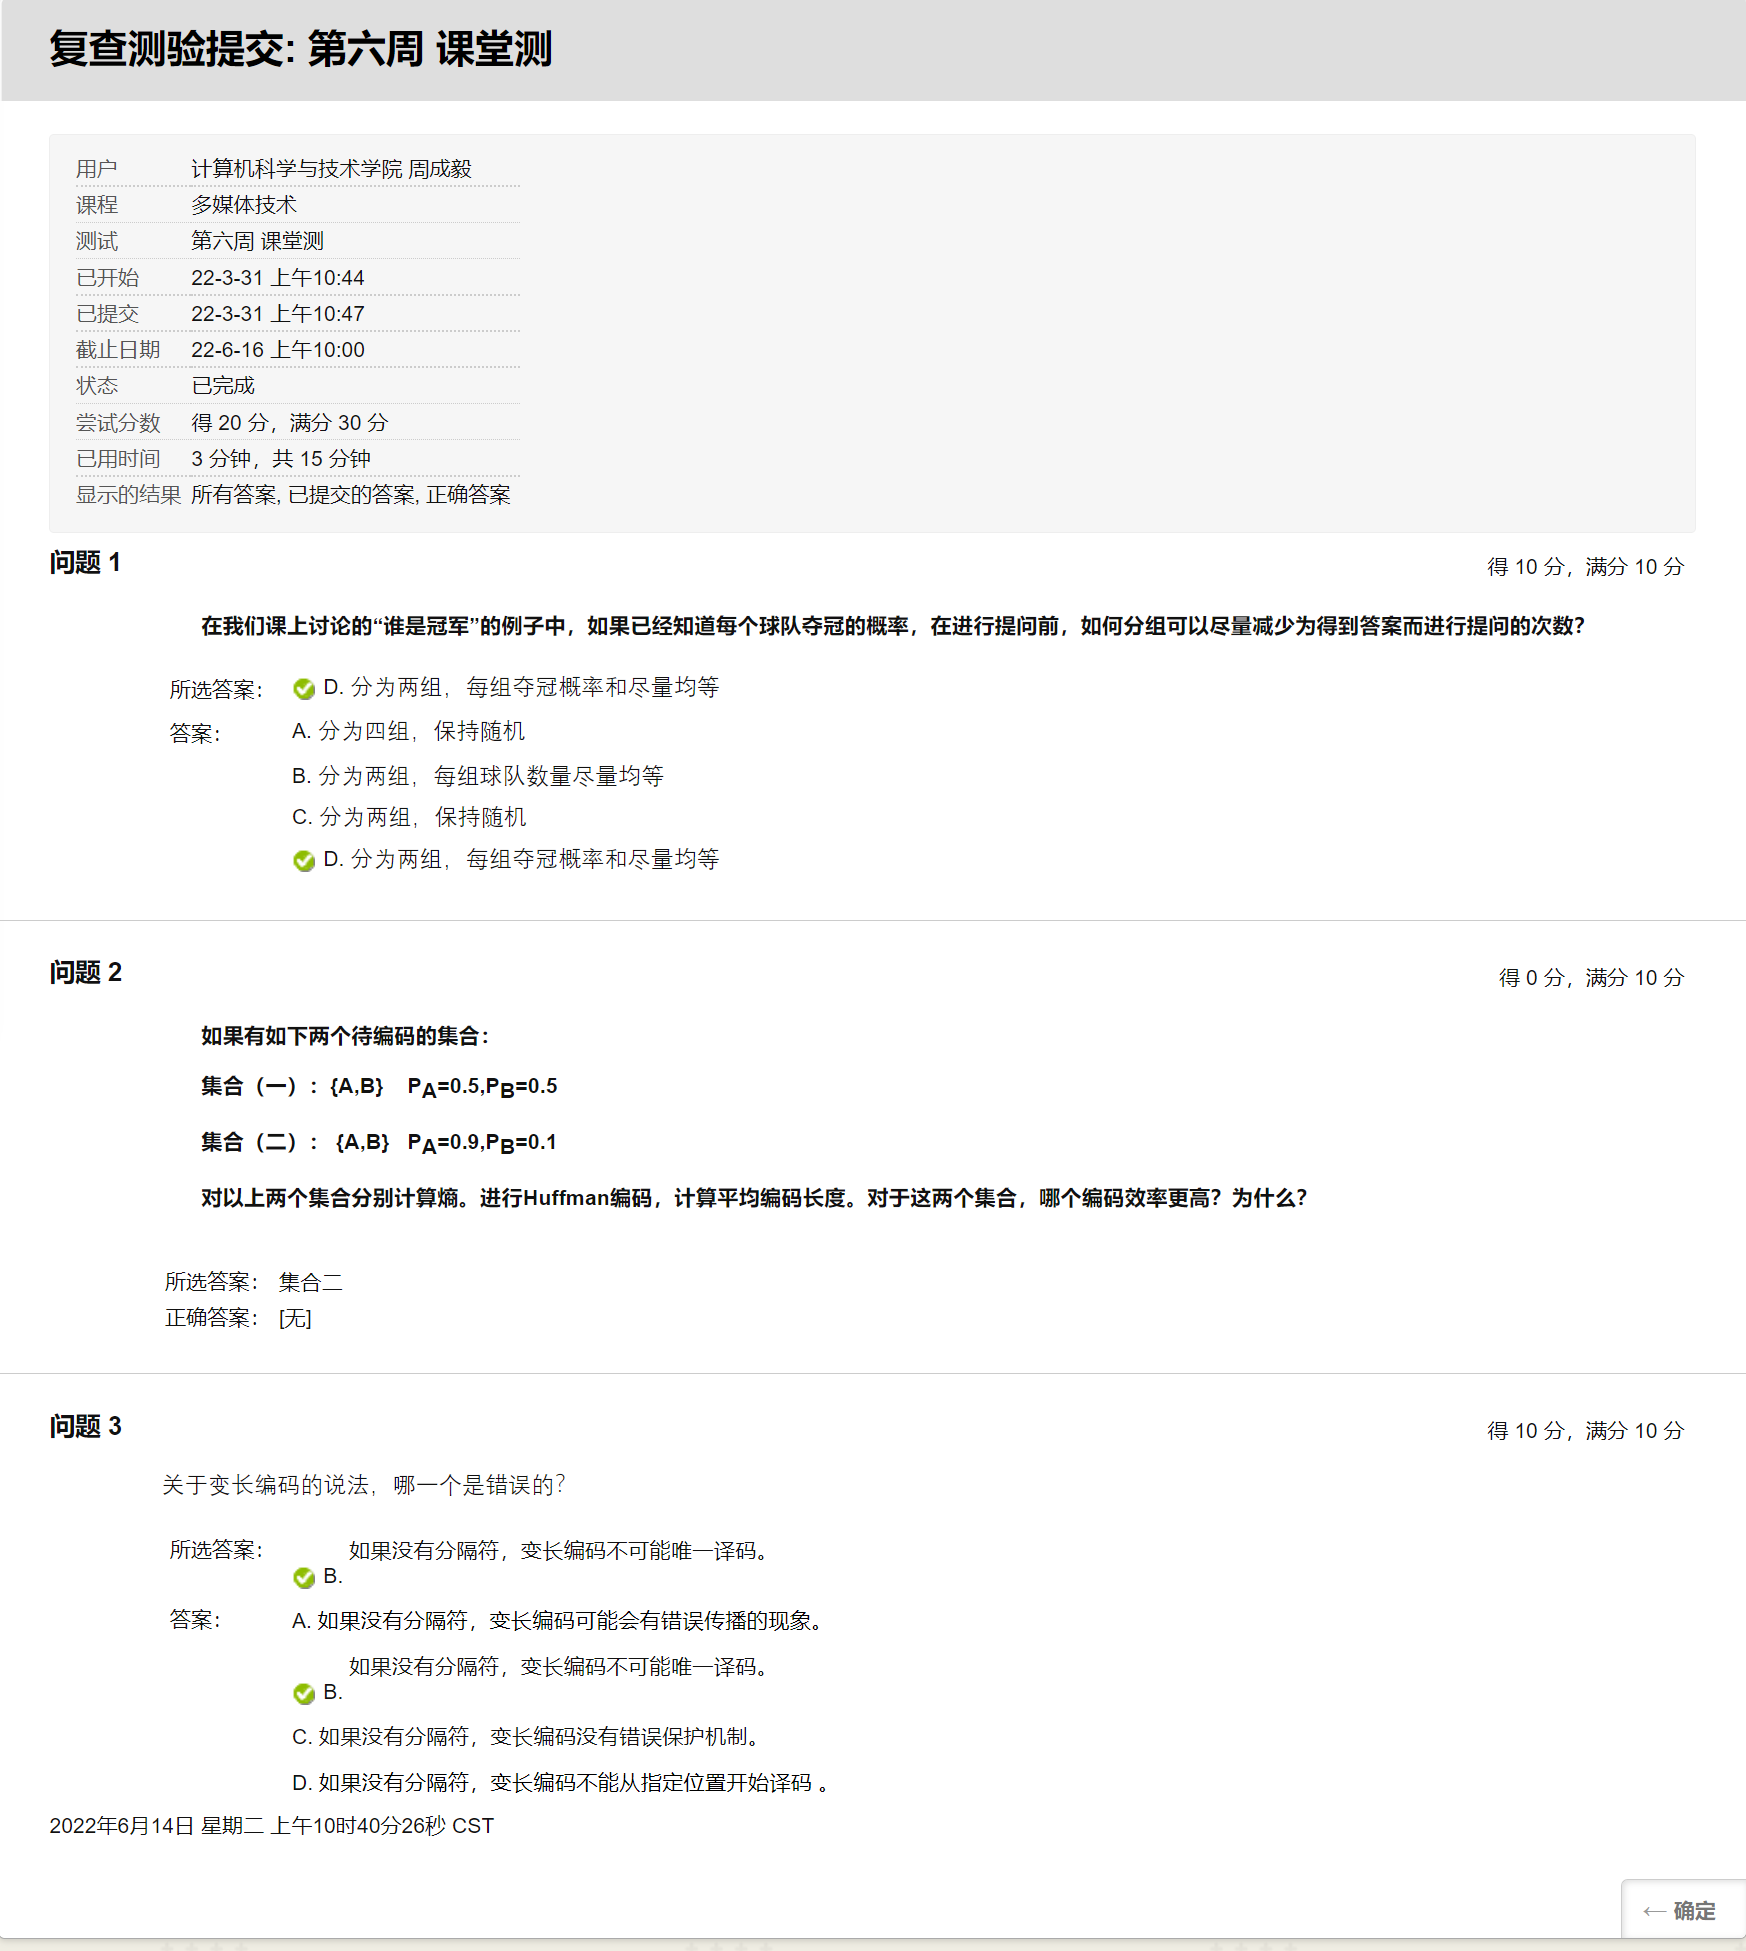 复查测验提交: 第六周 课堂测
用户 计算机科学与技术学院 周成毅
课程 多媒体技术
测试 第六周 课堂测
已开始 22-3-31 上午10:44
已提交 22-3-31 上午10:47
截止日期 22-6-16 上午10:00
状态 已完成
尝试分数 得 20 分，满分 30 分
已用时间 3 分钟，共 15 分钟
显示的结果 所有答案, 已提交的答案, 正确答案
问题 1
得 10 分，满分 10 分
在我们课上讨论的“谁是冠军”的例子中，如果已经知道每个球队夺冠的概率，在进行提问前，如何分组可以尽量减少为得到答案而进行提问的次数？
所选答案： D. 分为两组，每组夺冠概率和尽量均等
答案： A. 分为四组，保持随机
B. 分为两组，每组球队数量尽量均等
C. 分为两组，保持随机
D. 分为两组，每组夺冠概率和尽量均等
问题 2
得 0 分，满分 10 分
如果有如下两个待编码的集合：
集合（一）：{A,B} PA=0.5,PB=0.5
集合（二）： {A,B} PA=0.9,PB=0.1
对以上两个集合分别计算熵。进行Huffman编码，计算平均编码长度。对于这两个集合，哪个编码效率更高？为什么？
所选答案： 集合二
正确答案： [无]
问题 3
得 10 分，满分 10 分
关于变长编码的说法，哪一个是错误的？
所选答案： 如果没有分隔符，变长编码不可能唯一译码。
B.
答案： A. 如果没有分隔符，变长编码可能会有错误传播的现象。
如果没有分隔符，变长编码不可能唯一译码。
B.
C. 如果没有分隔符，变长编码没有错误保护机制。
D. 如果没有分隔符，变长编码不能从指定位置开始译码 。
2022年6月14日 星期二 上午10时40分26秒 CST
← 确定